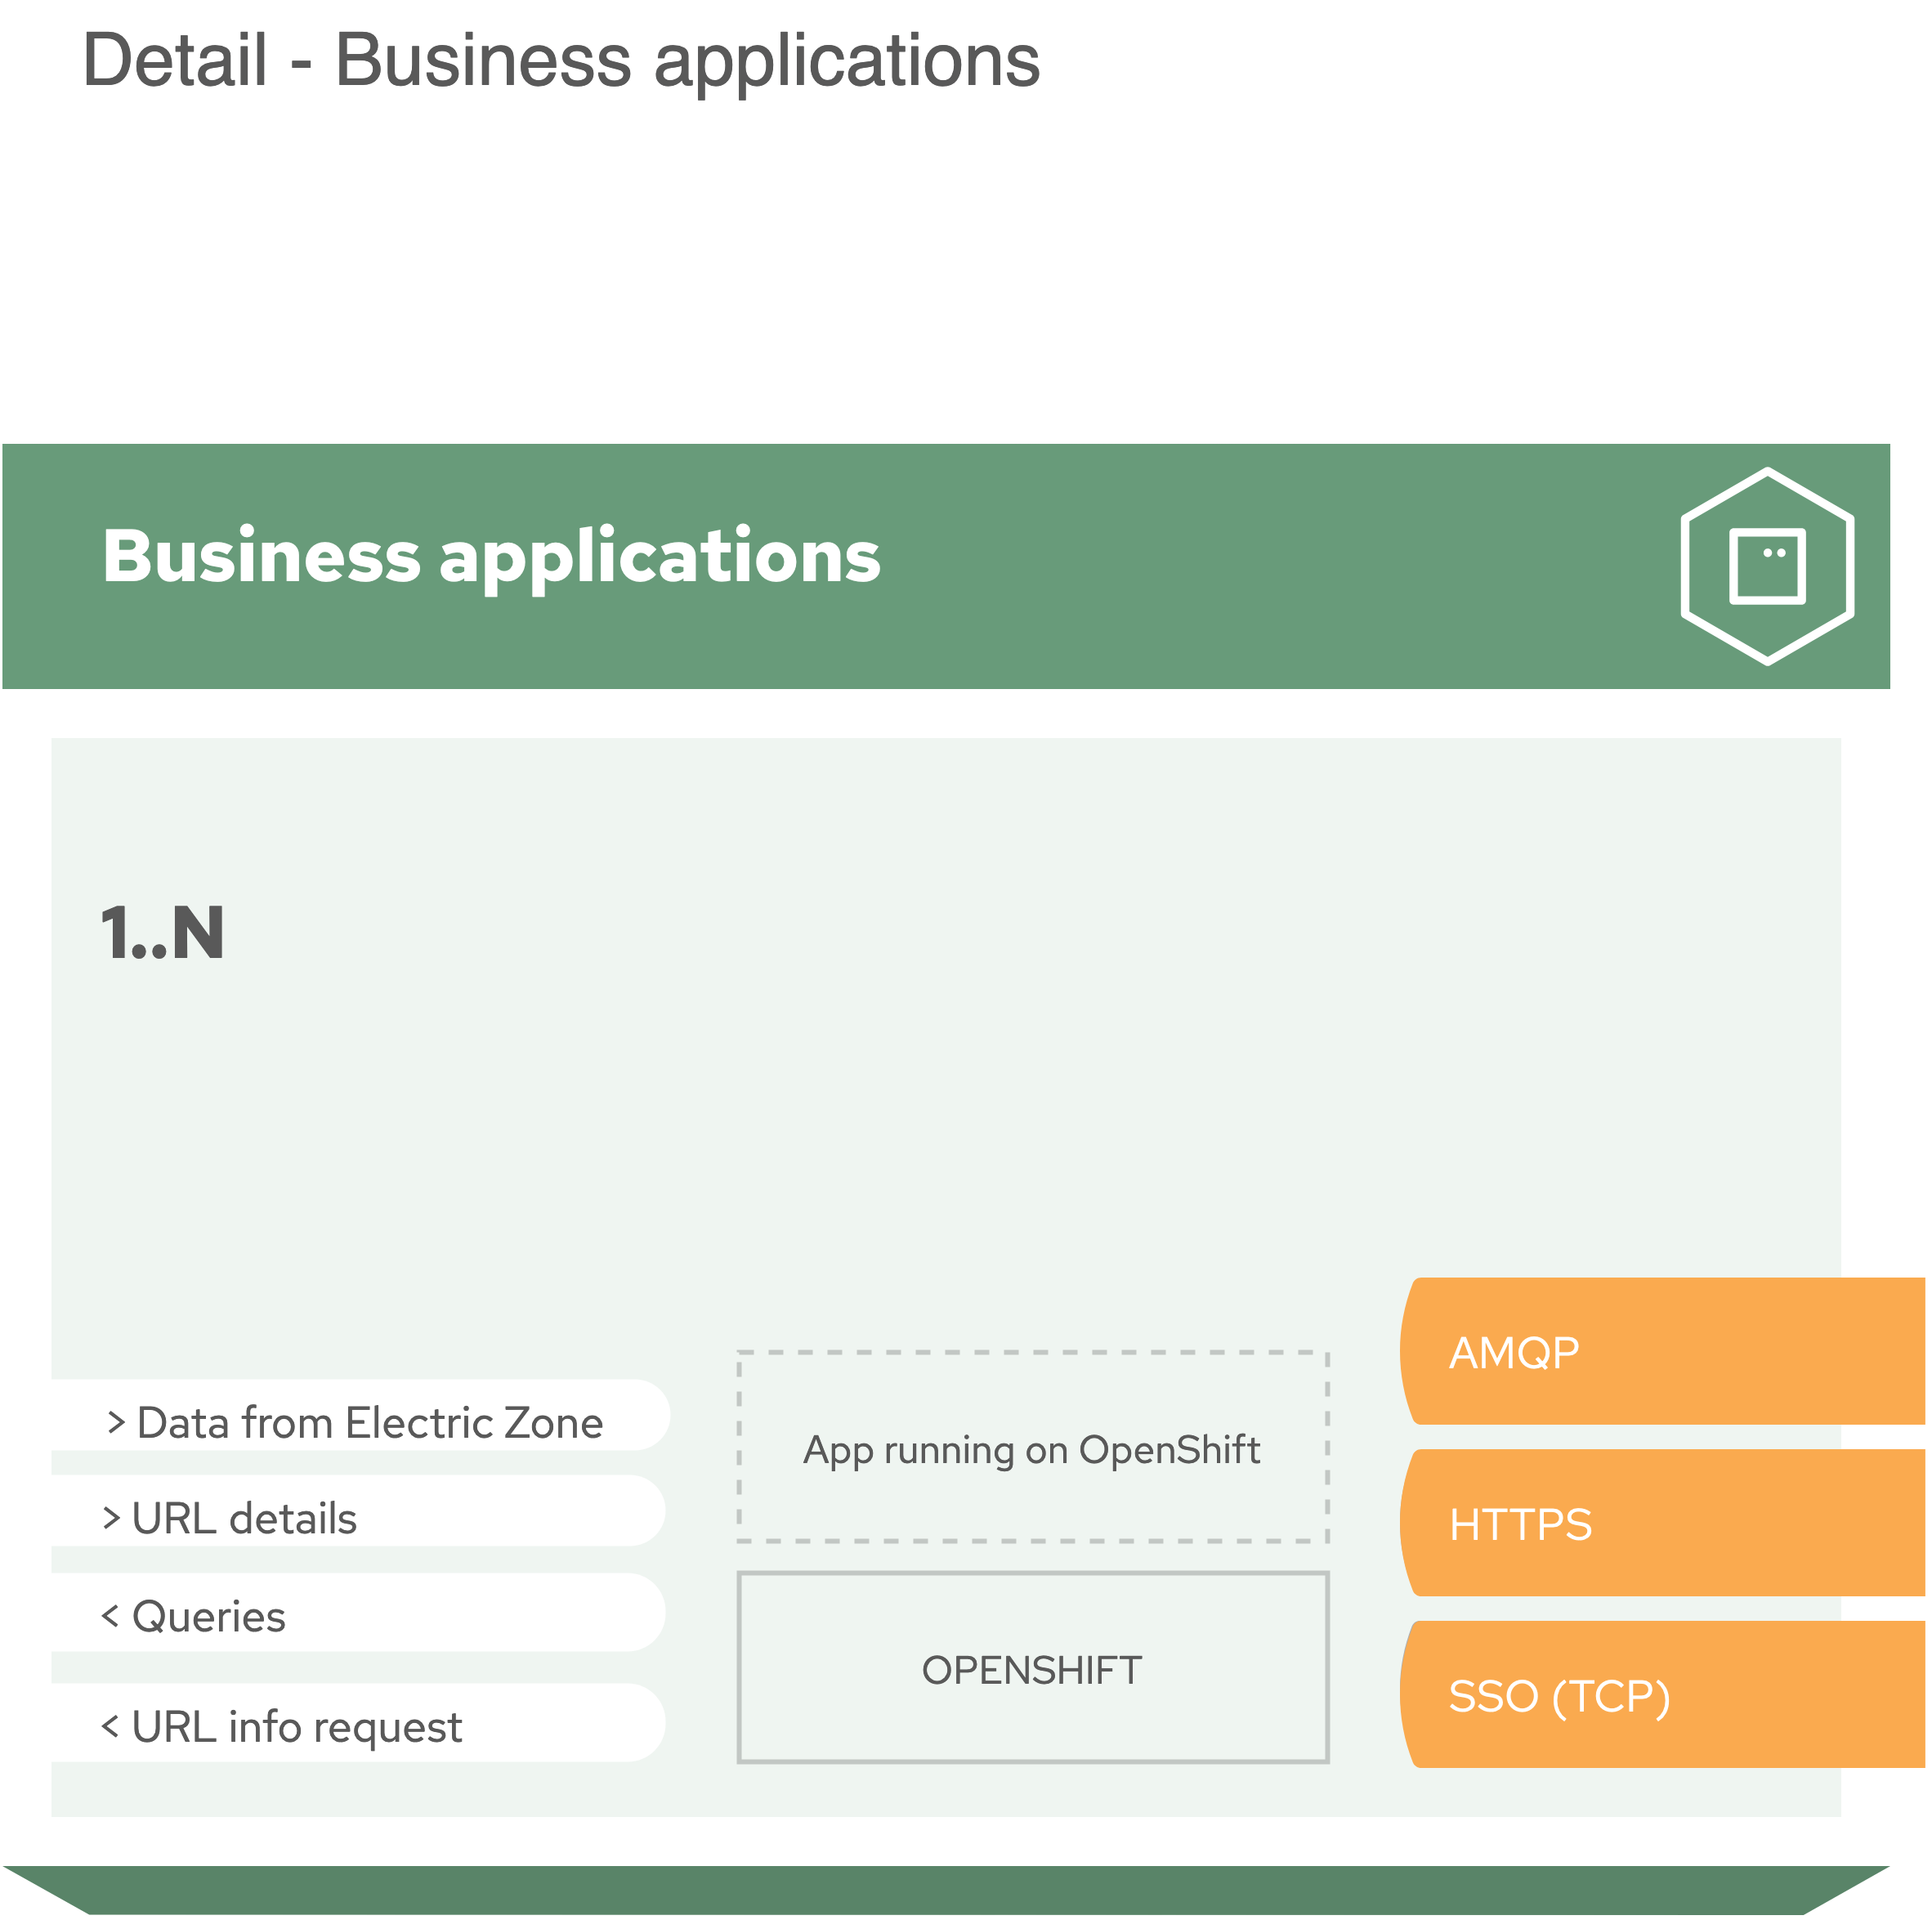 Detail - Business applications
Business applications
1..N
> Data from Electric Zone
> URL details
< Queries
< URL info request
App running on OpenShift
OPENSHIFT
AMQP
HTTPS
SSO (TCP)